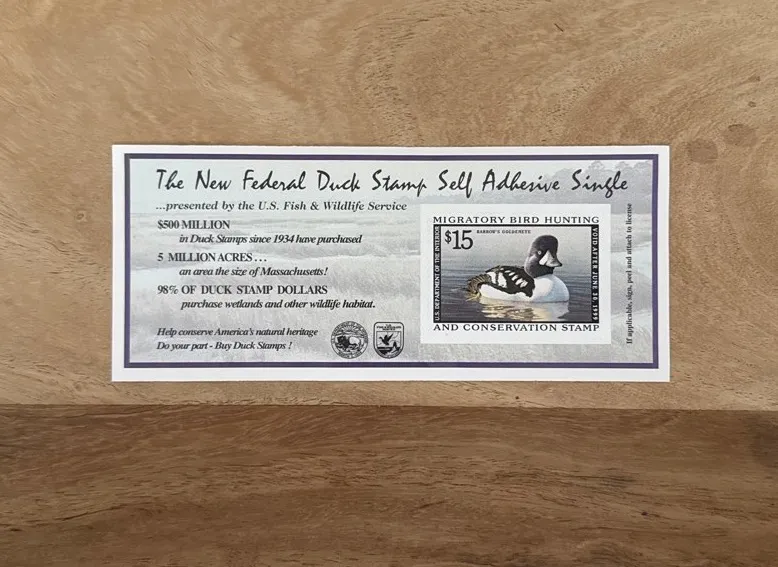 The New Federal Duck Stamp Self Adhesive Single
...presented by the U.S. Fish & Wildlife Service
$500 MILLION
in Duck Stamps since 1934 have purchased
5 MILLION ACRES...
an area the size of Massachusetts!
98% OF DUCK STAMP DOLLARS
purchase wetlands and other wildlife habitat.
Help conserve America's natural heritage
Do your part - Buy Duck Stamps !
MIGRATORY BIRD HUNTING
$15
BARROW'S GOLDENEYE
U.S. DEPARTMENT OF THE INTERIOR
VOID AFTER JUNE 30, 1999
AND CONSERVATION STAMP
If applicable, sign, peel and attach to license